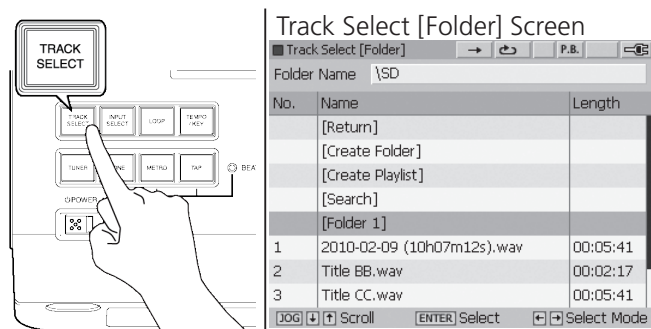 TRACK
SELECT
TRACK
SELECT
INPUT
SELECT
LOOP
TEMPO
/KEY
TUNER
METRO
TAP
BEA
POWER
Track Select [Folder] Screen
Track Select [Folder]
P.B.
Folder Name \SD
No. Name Length
[Return]
[Create Folder]
[Create Playlist]
[Search]
[Folder 1]
1 2010-02-09 (10h07m12s).wav 00:05:41
2 Title BB.wav 00:02:17
3 Title CC.wav 00:05:41
JOG ↓ ↑ Scroll ENTER Select ← → Select Mode